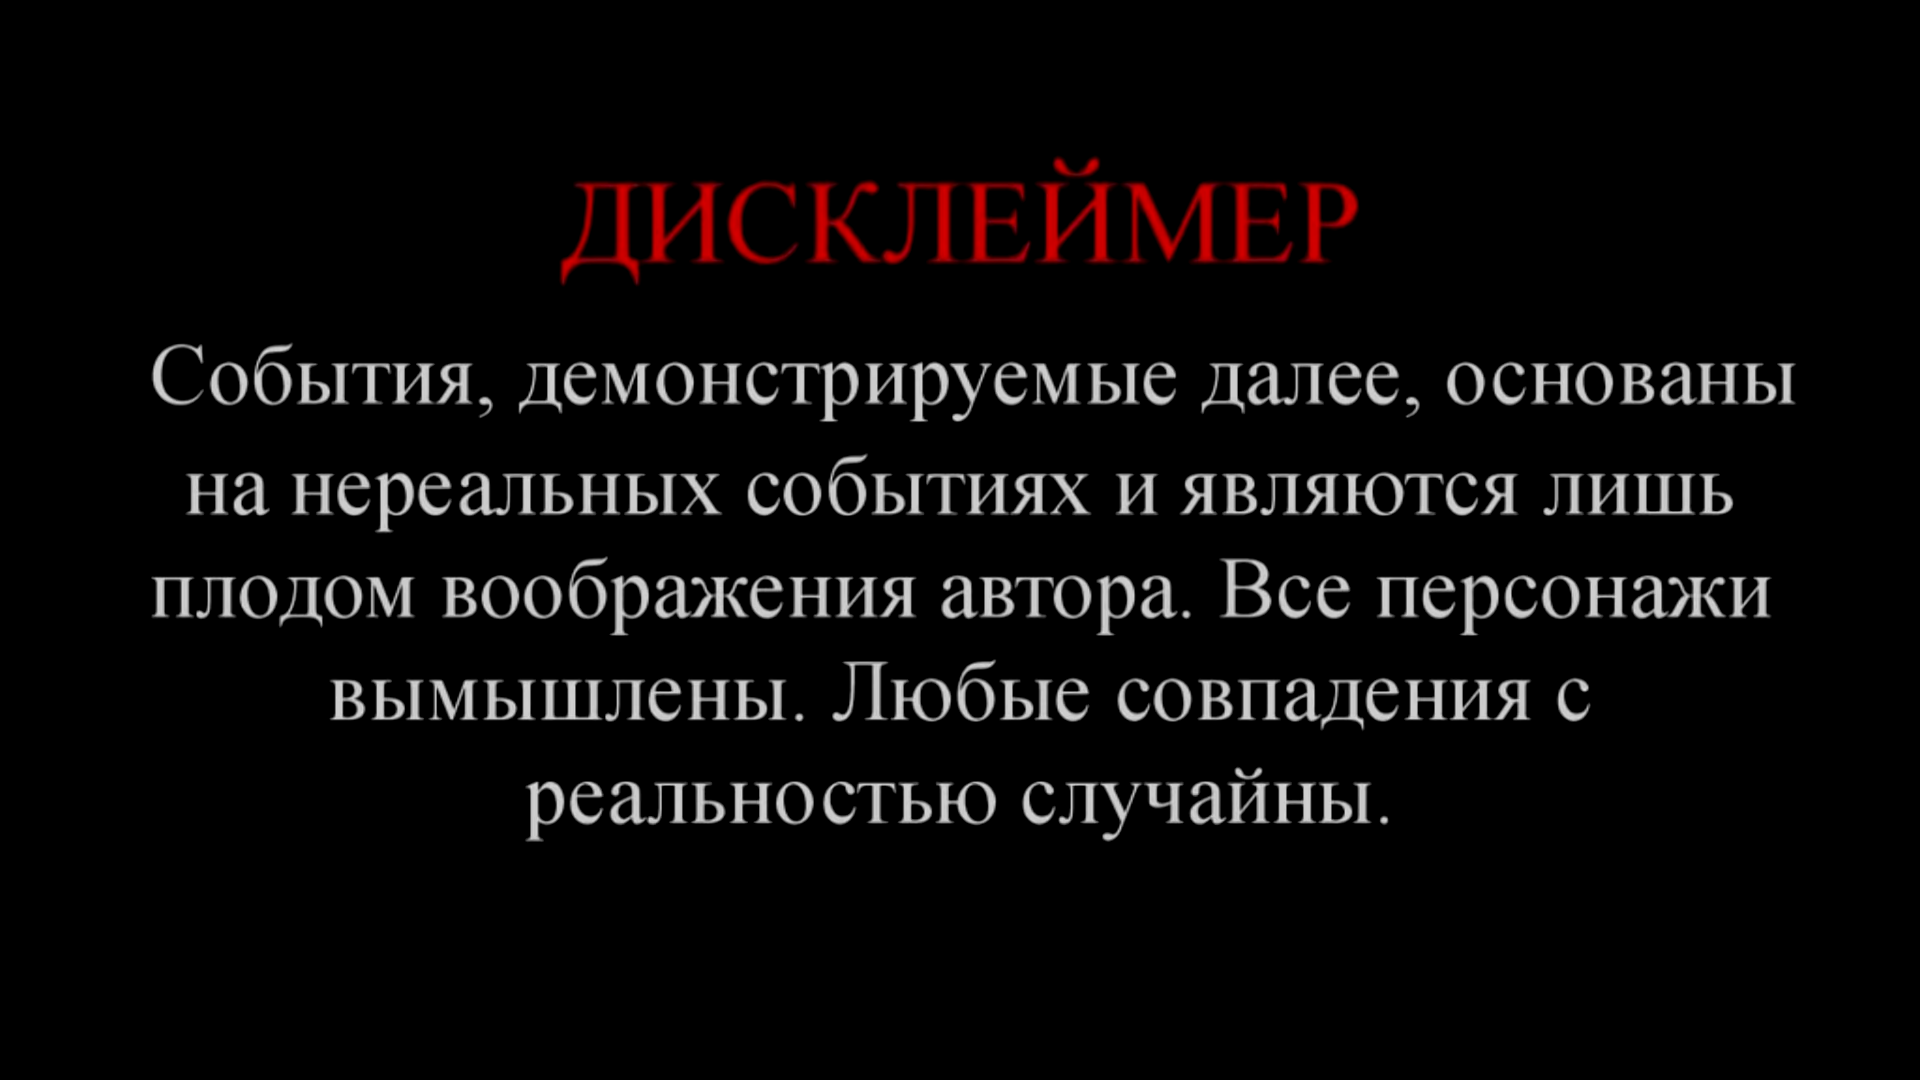 ДИСКЛЕЙМЕР
События, демонстрируемые далее, основаны
на нереальных событиях и являются лишь
плодом воображения автора. Все персонажи
вымышлены. Любые совпадения с
реальностью случайны.